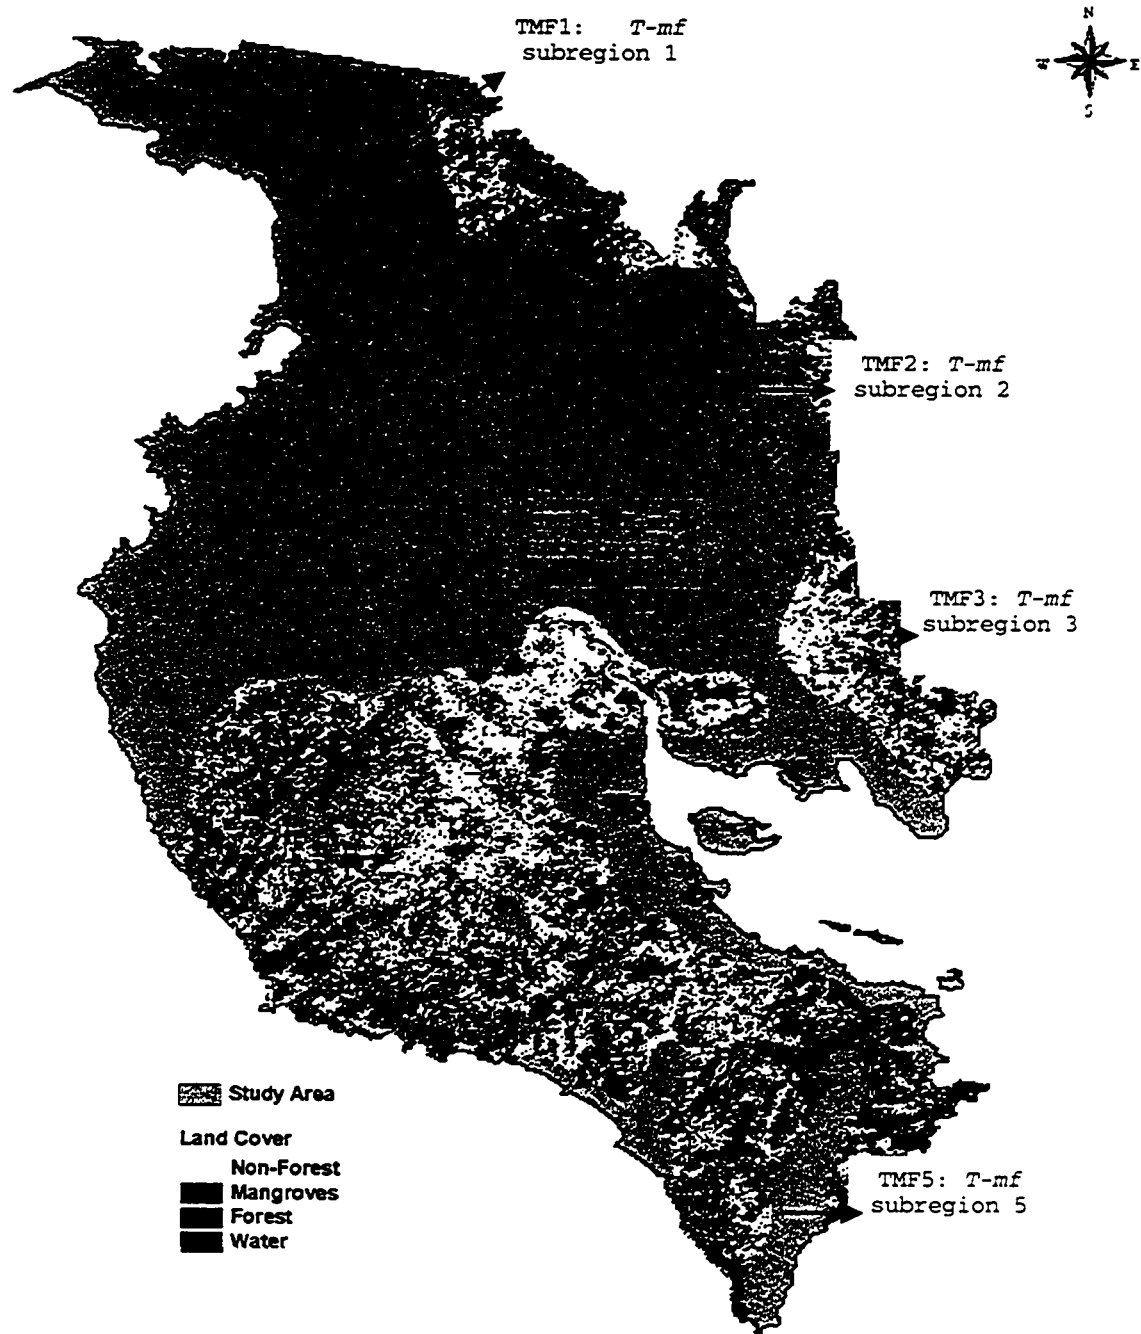 TMF1: T-mf
subregion 1
N
W E
S
TMF2: T-mf
subregion 2
TMF3: T-mf
subregion 3
Study Area
Land Cover
Non-Forest
Mangroves
Forest
Water
TMF5: T-mf
subregion 5